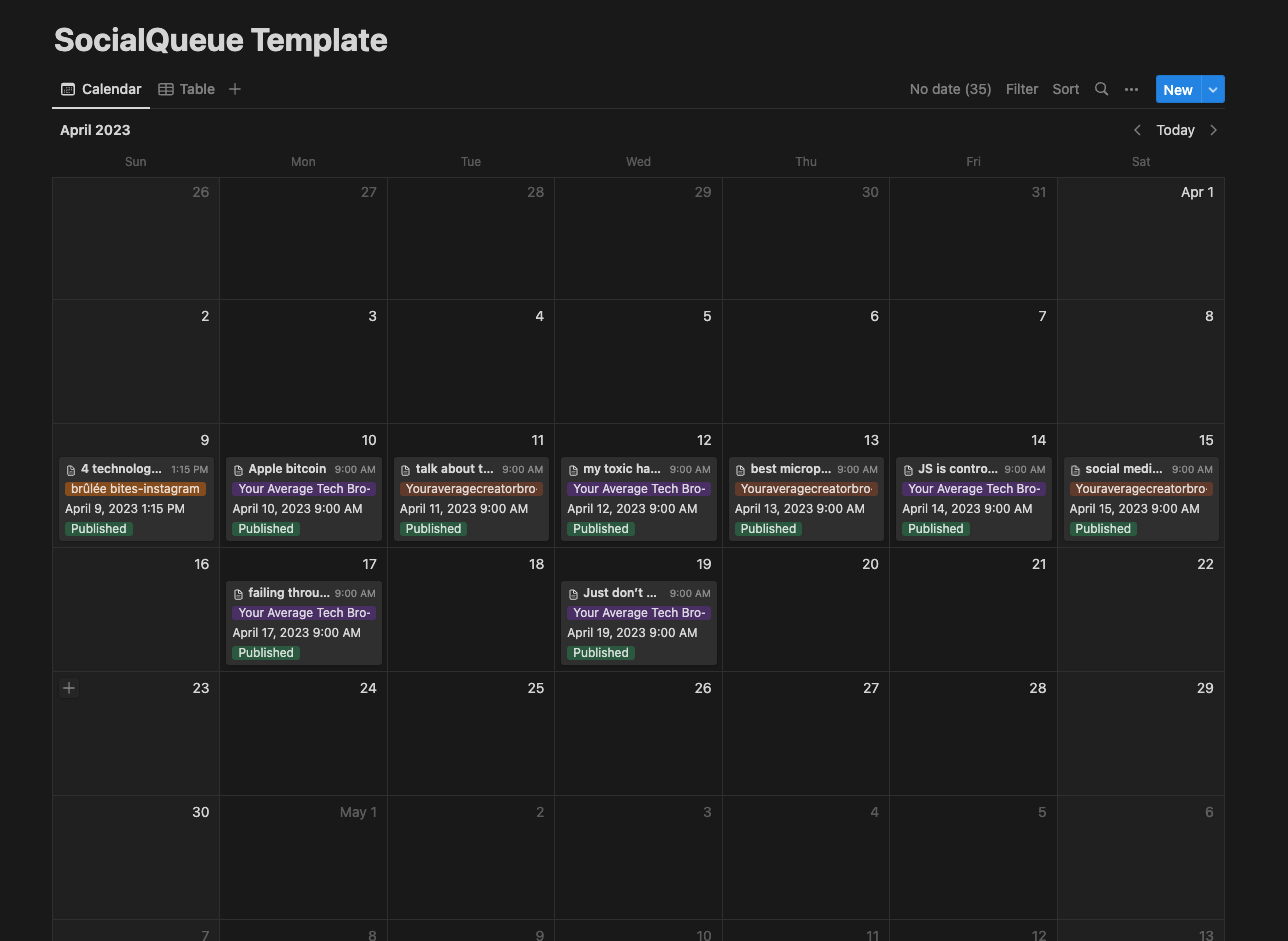 SocialQueue Template
Calendar Table
No date (35) Filter Sort New
April 2023
Today
Sun Mon Tue Wed Thu Fri Sat
26 27 28 29 30 31 Apr 1
2 3 4 5 6 7 8
9 10 11 12 13 14 15
4 technolog... 1:15 PM
brûlée bites-instagram
April 9, 2023 1:15 PM
Published
Apple bitcoin 9:00 AM
Your Average Tech Bro-
April 10, 2023 9:00 AM
Published
talk about t... 9:00 AM
Youraveragecreatorbro-
April 11, 2023 9:00 AM
Published
my toxic ha... 9:00 AM
Your Average Tech Bro-
April 12, 2023 9:00 AM
Published
best microp... 9:00 AM
Youraveragecreatorbro-
April 13, 2023 9:00 AM
Published
JS is contro... 9:00 AM
Your Average Tech Bro-
April 14, 2023 9:00 AM
Published
social medi... 9:00 AM
Youraveragecreatorbro-
April 15, 2023 9:00 AM
Published
16 17 18 19 20 21 22
failing throu... 9:00 AM
Your Average Tech Bro-
April 17, 2023 9:00 AM
Published
Just don’t ... 9:00 AM
Your Average Tech Bro-
April 19, 2023 9:00 AM
Published
23 24 25 26 27 28 29
30 May 1 2 3 4 5 6
7 8 9 10 11 12 13